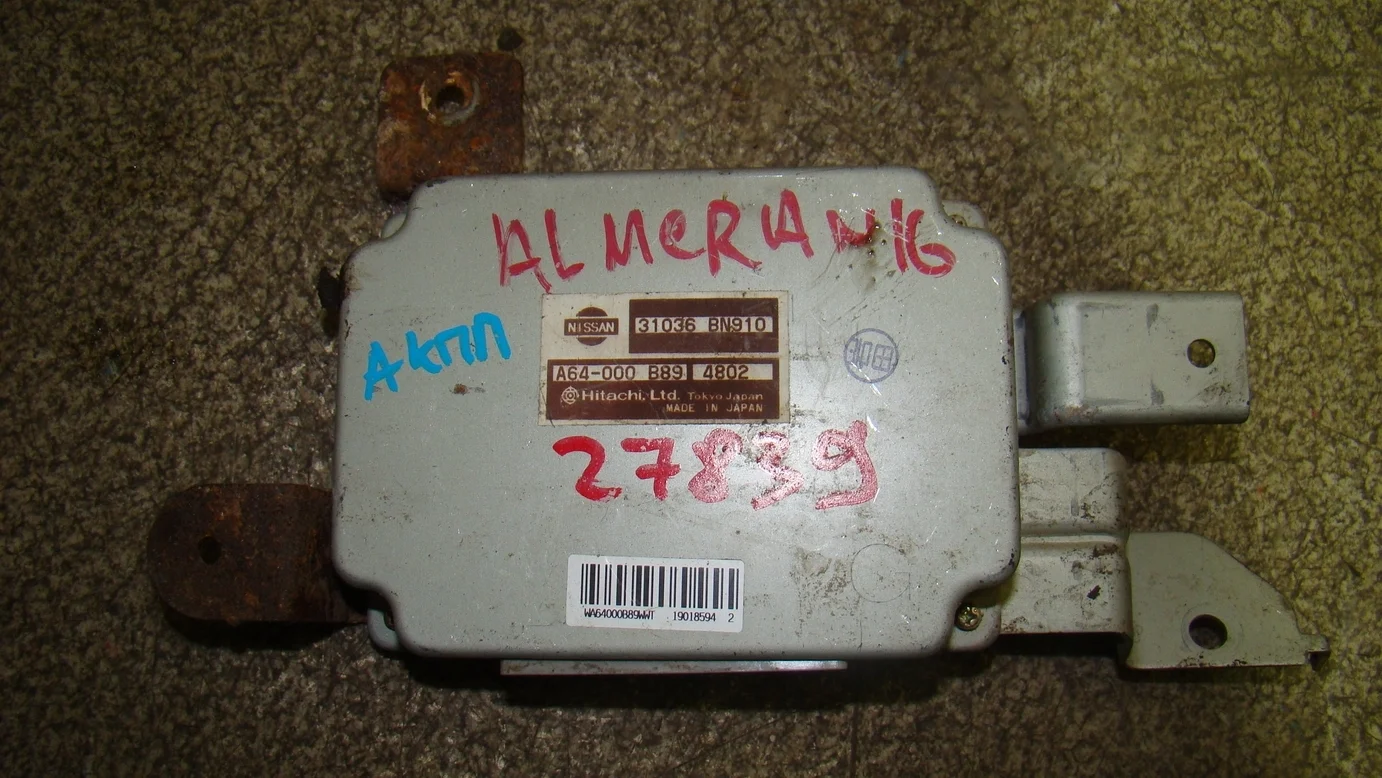 ALMERA N16
NISSAN 31036 BN910
АКПП
A64-000 B89 4802
Hitachi, Ltd. Tokyo Japan
MADE IN JAPAN
27839
WA64000B89WWT 19018594 2
G